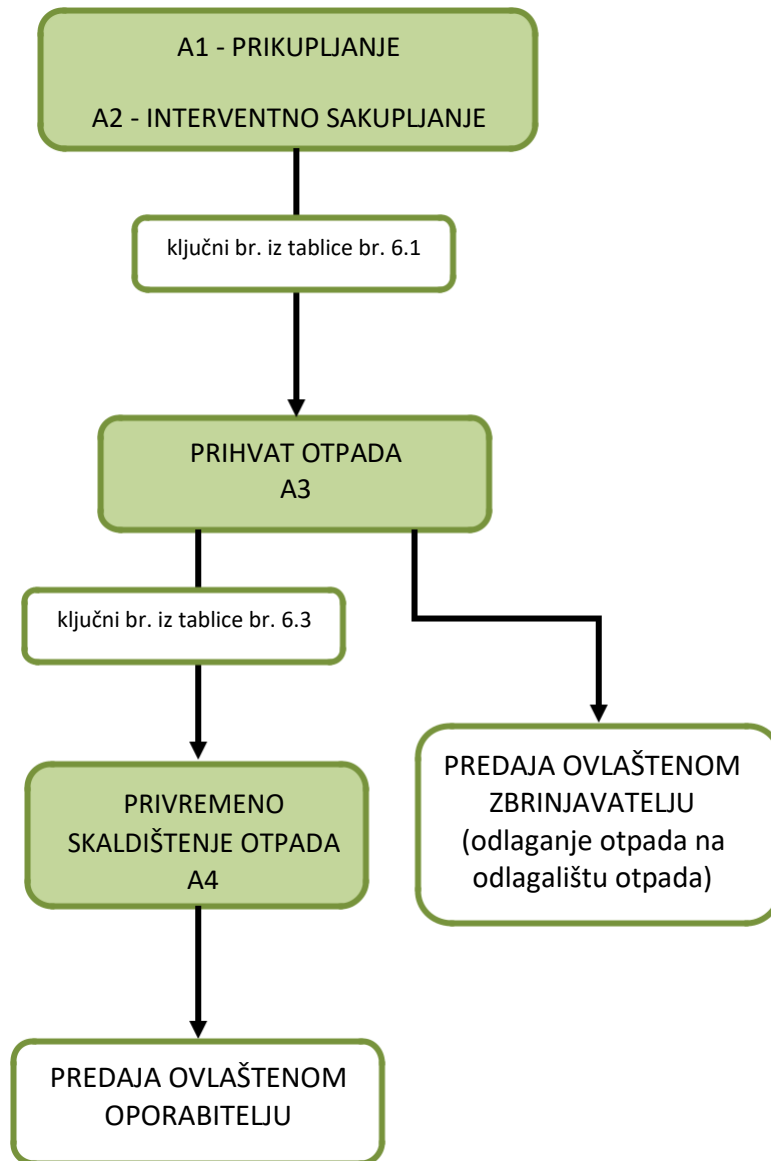 A1 - PRIKUPLJANJE
A2 - INTERVENTNO SAKUPLJANJE
ključni br. iz tablice br. 6.1
PRIHVAT OTPADA
A3
ključni br. iz tablice br. 6.3
PRIVREMENO
SKALDIŠTENJE OTPADA
A4
PREDAJA OVLAŠTENOM
ZBRINJAVATELJU
(odlaganje otpada na
odlagalištu otpada)
PREDAJA OVLAŠTENOM
OPORABITELJU